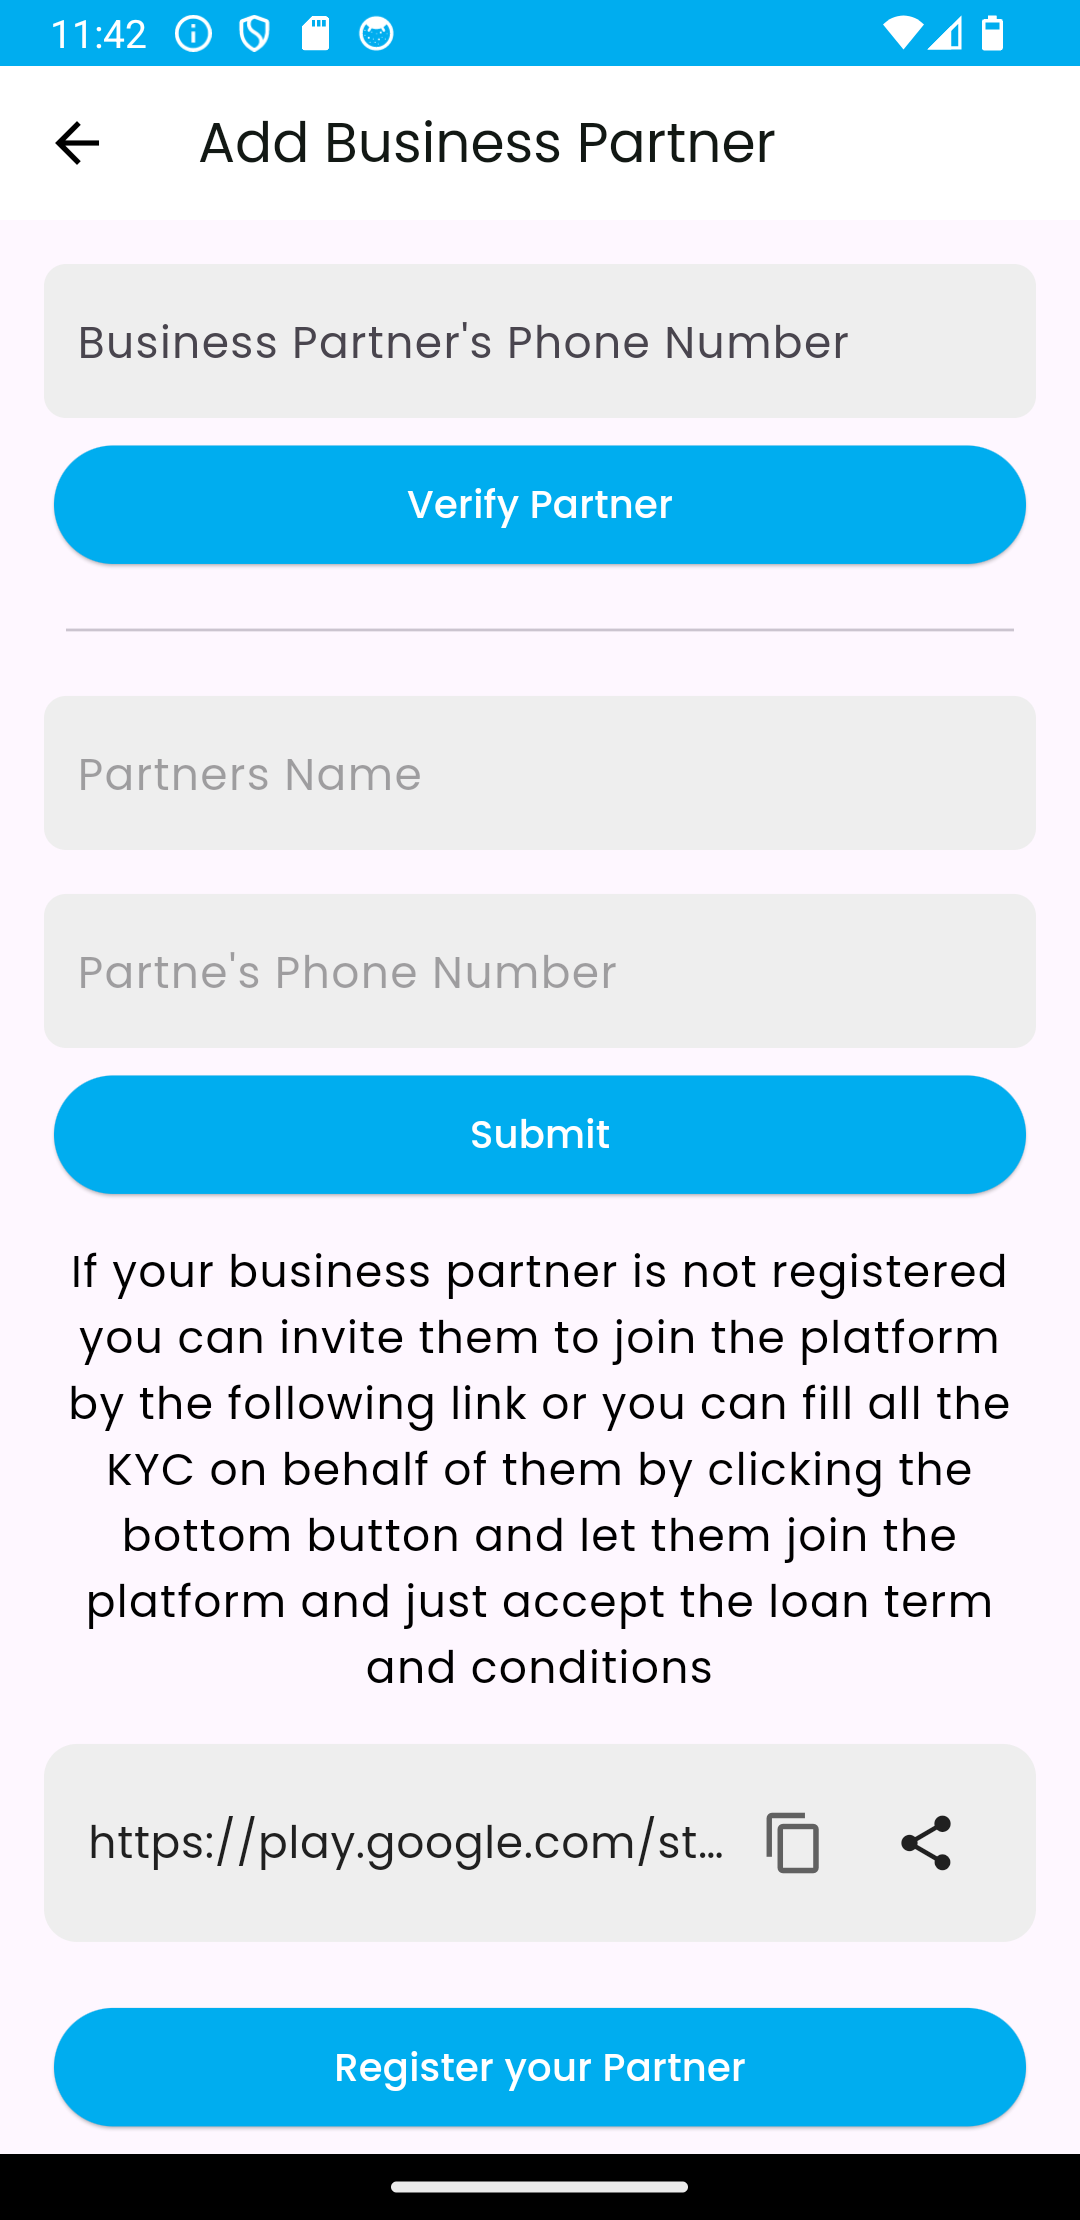 11:42
Add Business Partner
Business Partner's Phone Number
Verify Partner
Partners Name
Partne's Phone Number
Submit
If your business partner is not registered
you can invite them to join the platform
by the following link or you can fill all the
KYC on behalf of them by clicking the
bottom button and let them join the
platform and just accept the loan term
and conditions
https://play.google.com/st...
Register your Partner